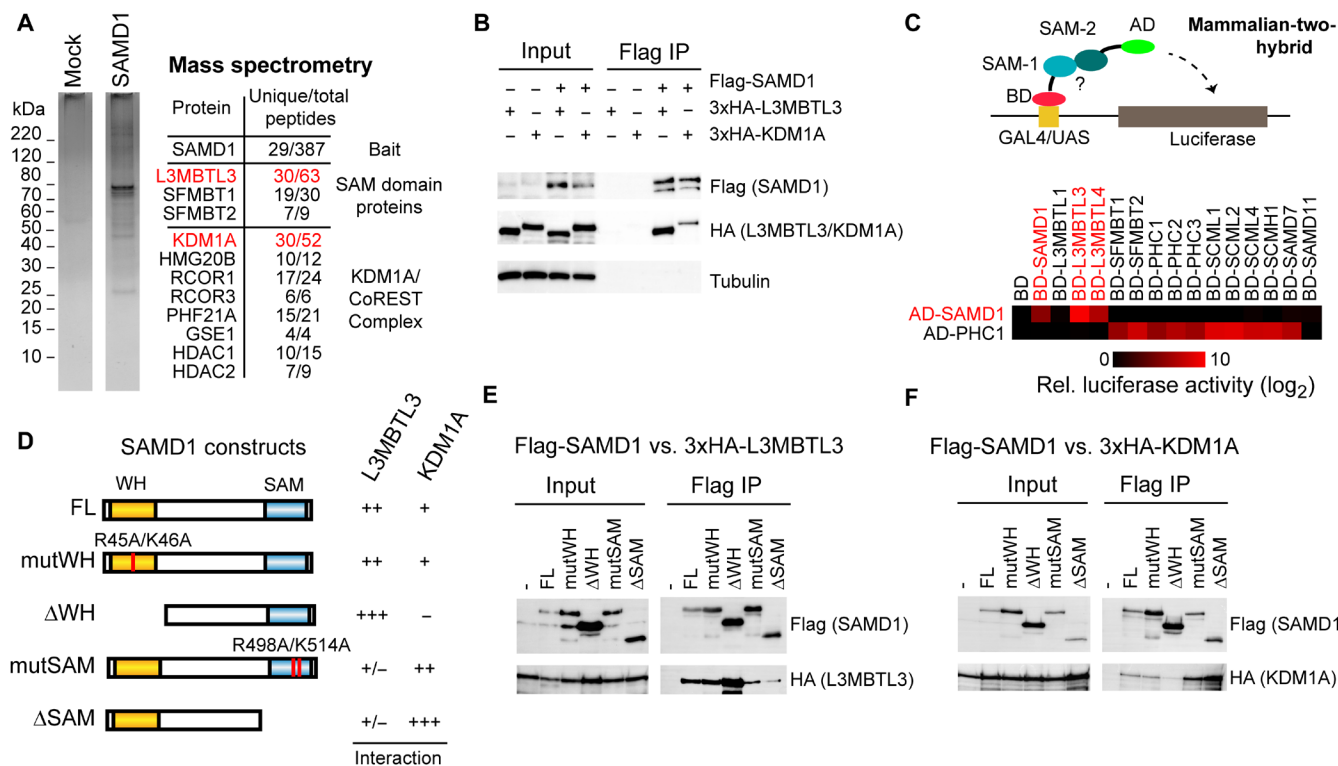 A
Mock
SAMD1
kDa
220
120
80
70
60
50
40
30
25
20
15
10
Mass spectrometry
Protein Unique/total peptides
SAMD1 29/387 Bait
L3MBTL3 30/63
SFMBT1 19/30
SFMBT2 7/9
SAM domain proteins
KDM1A 30/52
HMG20B 10/12
RCOR1 17/24
RCOR3 6/6
PHF21A 15/21
GSE1 4/4
HDAC1 10/15
HDAC2 7/9
KDM1A/
CoREST
Complex
B
Input Flag IP
– – + + – – + + Flag-SAMD1
+ – + – + – + – 3xHA-L3MBTL3
– + – + – + – + 3xHA-KDM1A
Flag (SAMD1)
HA (L3MBTL3/KDM1A)
Tubulin
C
Mammalian-two-
hybrid
SAM-2
AD
SAM-1
?
BD
GAL4/UAS
Luciferase
BD
BD-SAMD1
BD-L3MBTL1
BD-L3MBTL3
BD-L3MBTL4
BD-SFMBT1
BD-SFMBT2
BD-PHC1
BD-PHC2
BD-PHC3
BD-SCML1
BD-SCML2
BD-SCML4
BD-SCMH1
BD-SAMD7
BD-SAMD11
AD-SAMD1
AD-PHC1
0 10
Rel. luciferase activity (log2)
D
SAMD1 constructs
L3MBTL3
KDM1A
WH SAM
FL ++ +
R45A/K46A
mutWH ++ +
ΔWH +++ –
R498A/K514A
mutSAM +/– ++
ΔSAM +/– +++
Interaction
E
Flag-SAMD1 vs. 3xHA-L3MBTL3
Input Flag IP
- FL mutWH ΔWH mutSAM ΔSAM - FL mutWH ΔWH mutSAM ΔSAM
Flag (SAMD1)
HA (L3MBTL3)
F
Flag-SAMD1 vs. 3xHA-KDM1A
Input Flag IP
- FL mutWH ΔWH mutSAM ΔSAM - FL mutWH ΔWH mutSAM ΔSAM
Flag (SAMD1
HA (KDM1A)